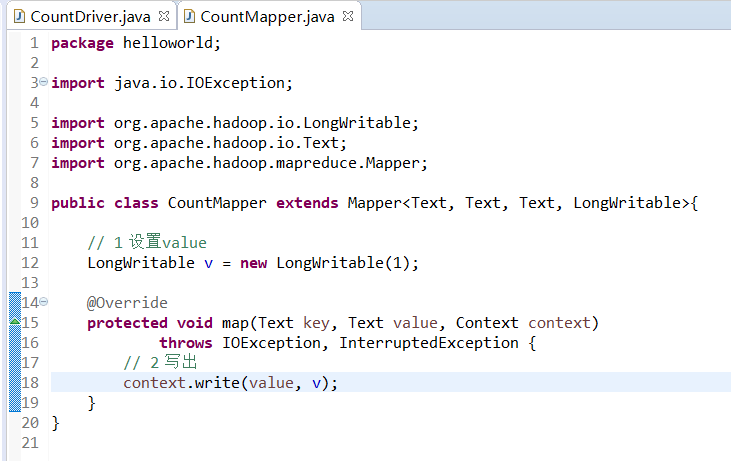 CountDriver.java CountMapper.java
1 package helloworld;
2
3 import java.io.IOException;
4
5 import org.apache.hadoop.io.LongWritable;
6 import org.apache.hadoop.io.Text;
7 import org.apache.hadoop.mapreduce.Mapper;
8
9 public class CountMapper extends Mapper<Text, Text, Text, LongWritable>{
10
11     // 1 设置value
12     LongWritable v = new LongWritable(1);
13
14     @Override
15     protected void map(Text key, Text value, Context context)
16             throws IOException, InterruptedException {
17         // 2 写出
18         context.write(value, v);
19     }
20 }
21